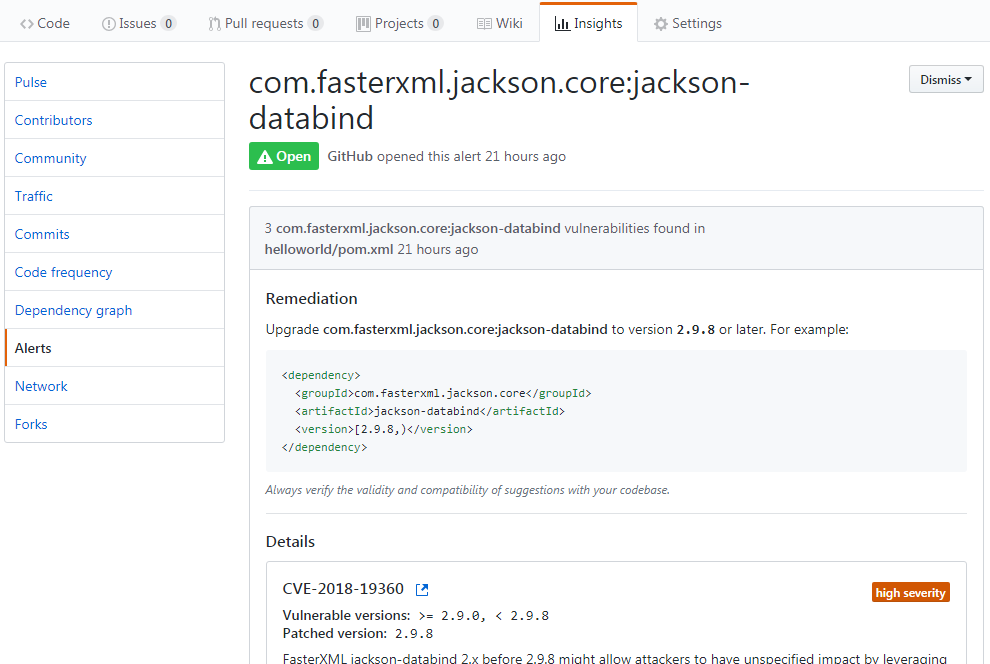 Code Issues 0 Pull requests 0 Projects 0 Wiki Insights Settings
Pulse
Contributors
Community
Traffic
Commits
Code frequency
Dependency graph
Alerts
Network
Forks
com.fasterxml.jackson.core:jackson-
databind
Dismiss
Open GitHub opened this alert 21 hours ago
3 com.fasterxml.jackson.core:jackson-databind vulnerabilities found in
helloworld/pom.xml 21 hours ago
Remediation
Upgrade com.fasterxml.jackson.core:jackson-databind to version 2.9.8 or later. For example:
<dependency>
<groupId>com.fasterxml.jackson.core</groupId>
<artifactId>jackson-databind</artifactId>
<version>[2.9.8,)</version>
</dependency>
Always verify the validity and compatibility of suggestions with your codebase.
Details
CVE-2018-19360
high severity
Vulnerable versions: >= 2.9.0, < 2.9.8
Patched version: 2.9.8
FasterXML jackson-databind 2.x before 2.9.8 might allow attackers to have unspecified impact by leveraging